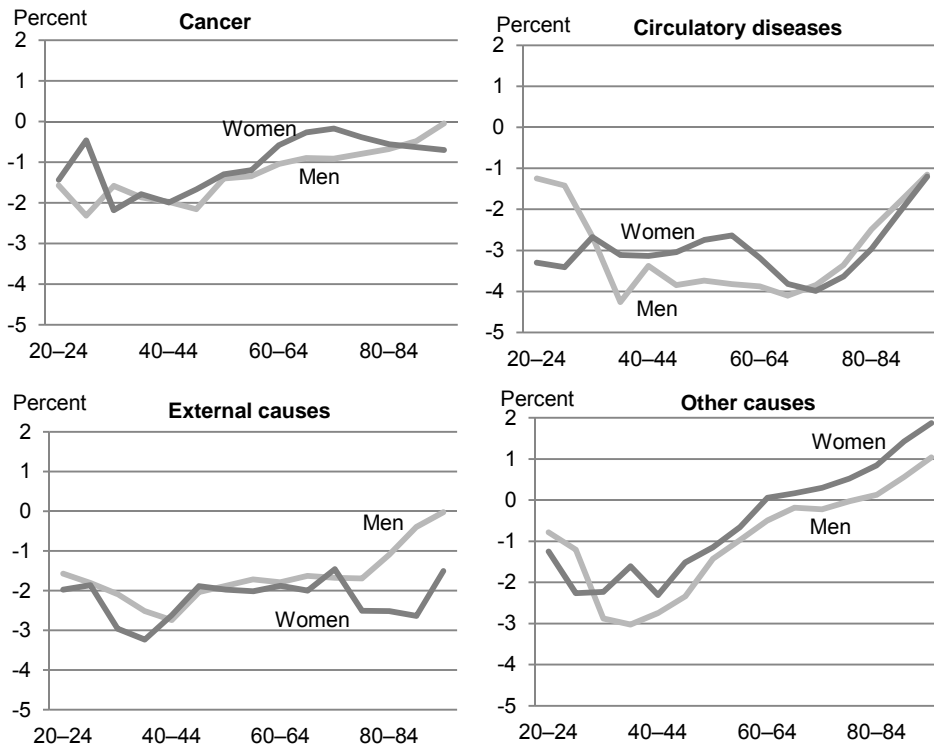 Percent
Cancer
2
1
0
-1
-2
-3
-4
-5
Women
Men
20–24 40–44 60–64 80–84
Percent
Circulatory diseases
2
1
0
-1
-2
-3
-4
-5
Women
Men
20–24 40–44 60–64 80–84
Percent
External causes
2
1
0
-1
-2
-3
-4
-5
Men
Women
20–24 40–44 60–64 80–84
Percent
Other causes
2
1
0
-1
-2
-3
-4
-5
Women
Men
20–24 40–44 60–64 80–84